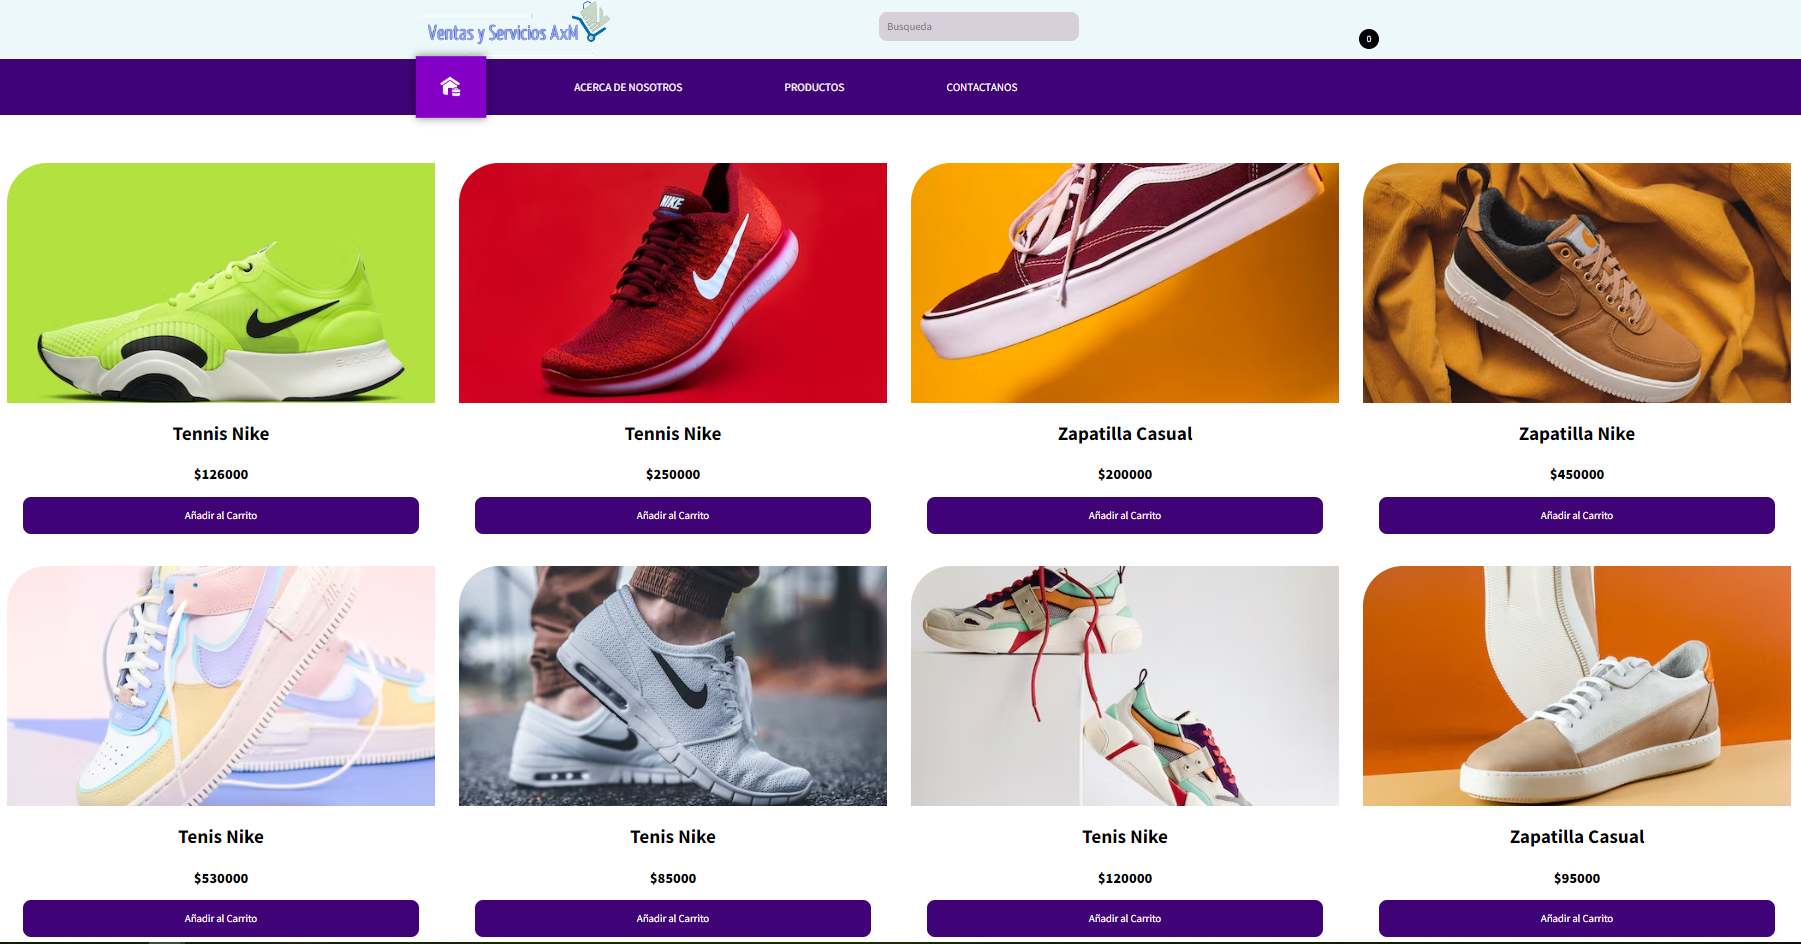 Ventas y Servicios AxM
Busqueda
0
ACERCA DE NOSOTROS
PRODUCTOS
CONTACTANOS
NIKE
Tennis Nike
Tennis Nike
Zapatilla Casual
Zapatilla Nike
$126000
$250000
$200000
$450000
Añadir al Carrito
Añadir al Carrito
Añadir al Carrito
Añadir al Carrito
Tenis Nike
Tenis Nike
Tenis Nike
Zapatilla Casual
$530000
$85000
$120000
$95000
Añadir al Carrito
Añadir al Carrito
Añadir al Carrito
Añadir al Carrito